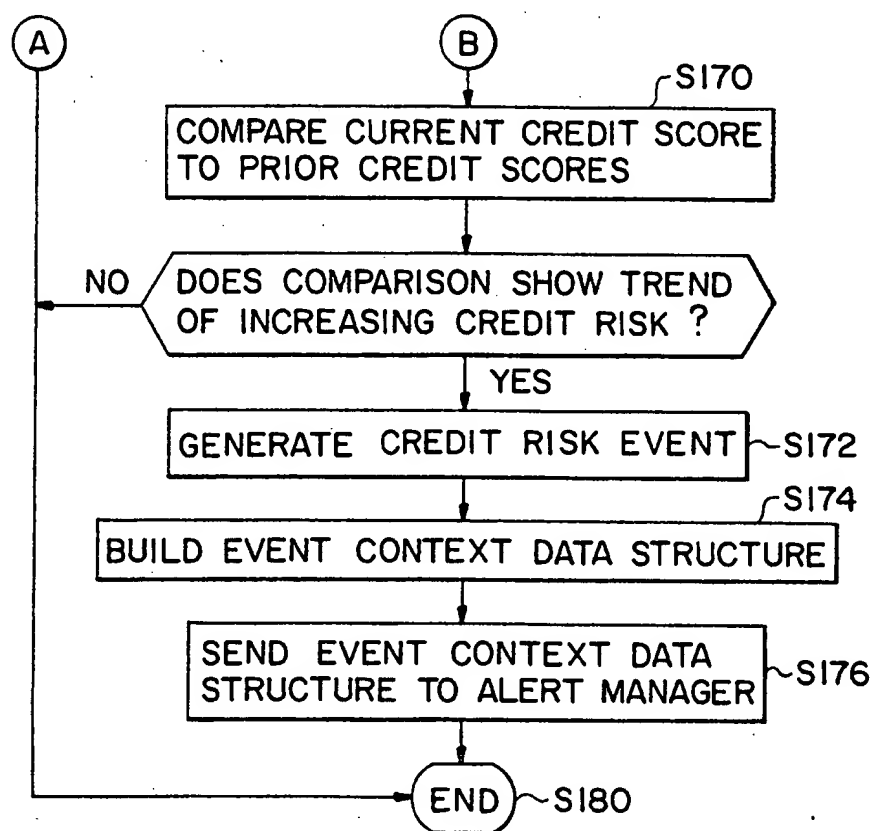 A
B
S170
COMPARE CURRENT CREDIT SCORE
TO PRIOR CREDIT SCORES
NO
DOES COMPARISON SHOW TREND
OF INCREASING CREDIT RISK ?
YES
GENERATE CREDIT RISK EVENT
S172
S174
BUILD EVENT CONTEXT DATA STRUCTURE
SEND EVENT CONTEXT DATA
STRUCTURE TO ALERT MANAGER
S176
END
S180